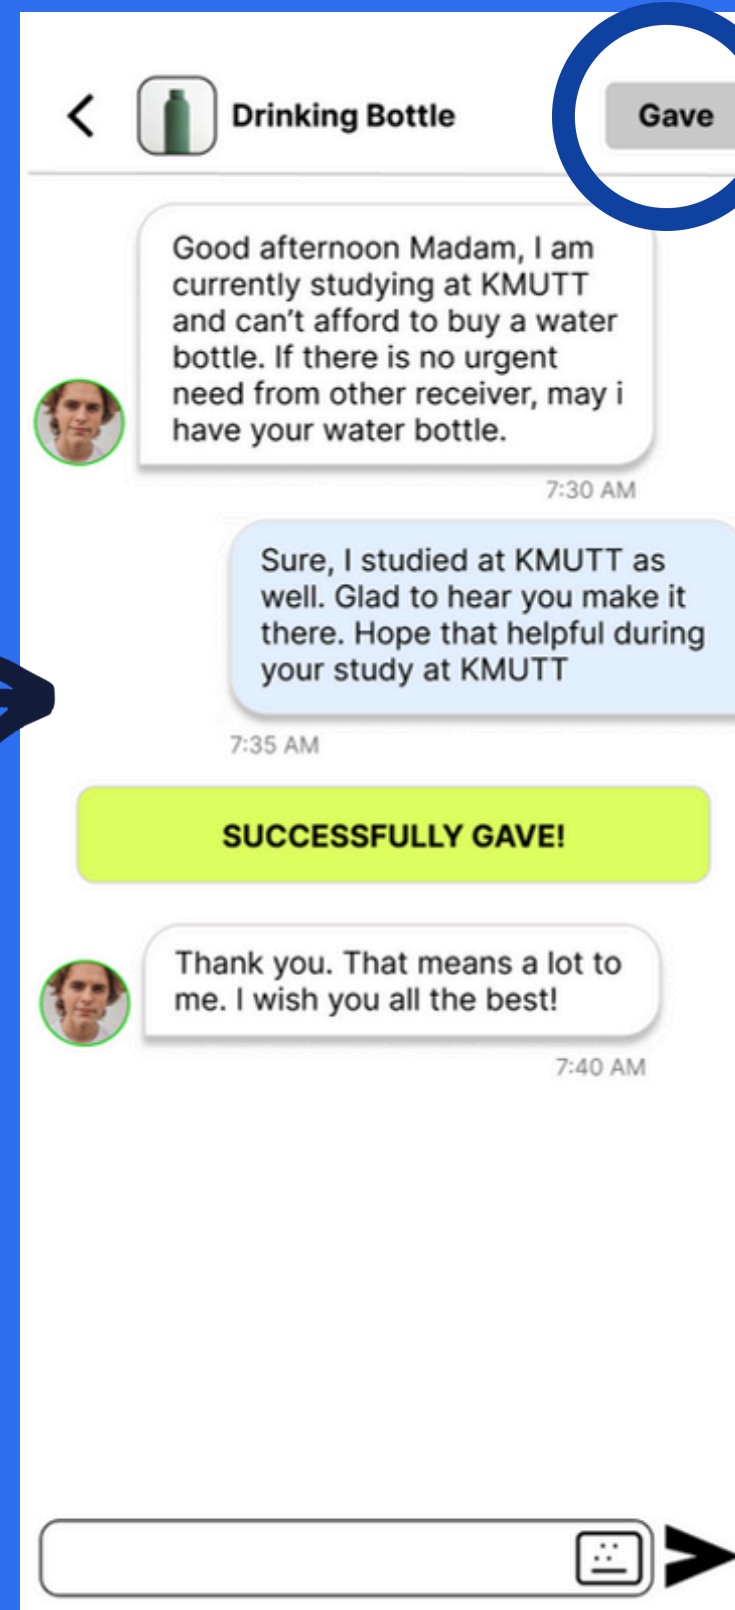 Drinking Bottle
Gave
Good afternoon Madam, I am
currently studying at KMUTT
and can't afford to buy a water
bottle. If there is no urgent
need from other receiver, may i
have your water bottle.
7:30 AM
Sure, I studied at KMUTT as
well. Glad to hear you make it
there. Hope that helpful during
your study at KMUTT
7:35 AM
SUCCESSFULLY GAVE!
Thank you. That means a lot to
me. I wish you all the best!
7:40 AM